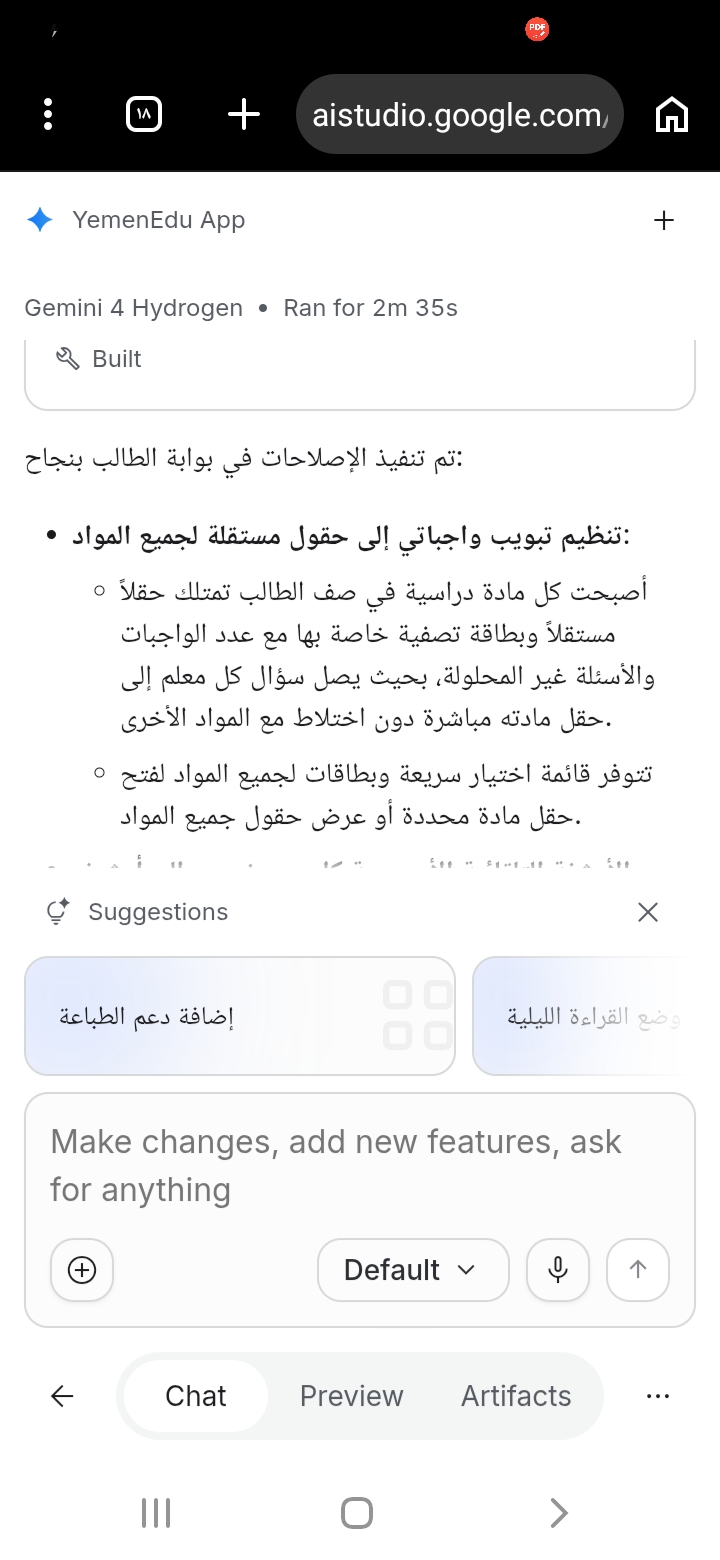 ١٨
aistudio.google.com/
YemenEdu App
Gemini 4 Hydrogen • Ran for 2m 35s
Built
تم تنفيذ الإصلاحات في بوابة الطالب بنجاح:
تنظيم تبويب واجباتي إلى حقول مستقلة لجميع المواد:
أصبحت كل مادة دراسية في صف الطالب تمتلك حقلاً
مستقلاً وبطاقة تصفية خاصة بها مع عدد الواجبات
والأسئلة غير المحلولة، بحيث يصل سؤال كل معلم إلى
حقل مادته مباشرة دون اختلاط مع المواد الأخرى.
تتوفر قائمة اختيار سريعة وبطاقات لجميع المواد لفتح
حقل مادة محددة أو عرض حقول جميع المواد.
Suggestions
إضافة دعم الطباعة
وضع القراءة الليلية
Make changes, add new features, ask
for anything
Default
Chat
Preview
Artifacts